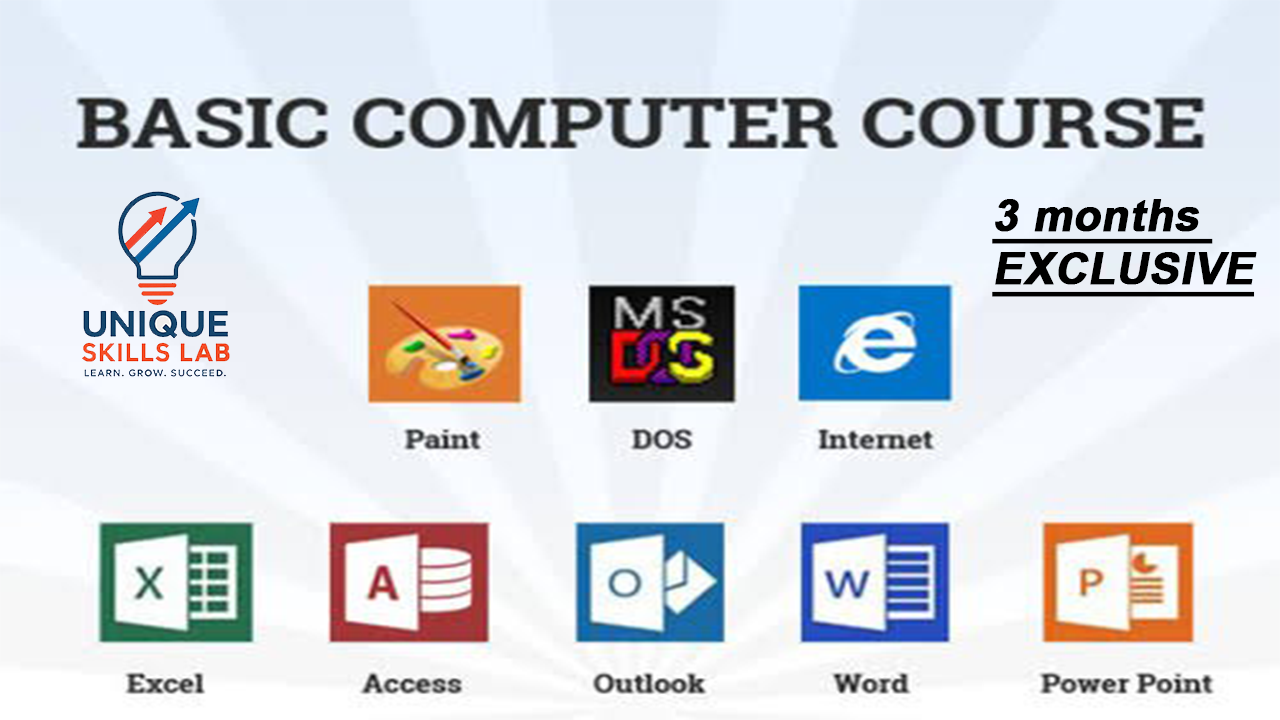 BASIC COMPUTER COURSE
3 months
EXCLUSIVE
UNIQUE
SKILLS LAB
LEARN. GROW. SUCCEED.
MS
DOS
Paint
DOS
Internet
X
A
O
W
P
Excel
Access
Outlook
Word
Power Point